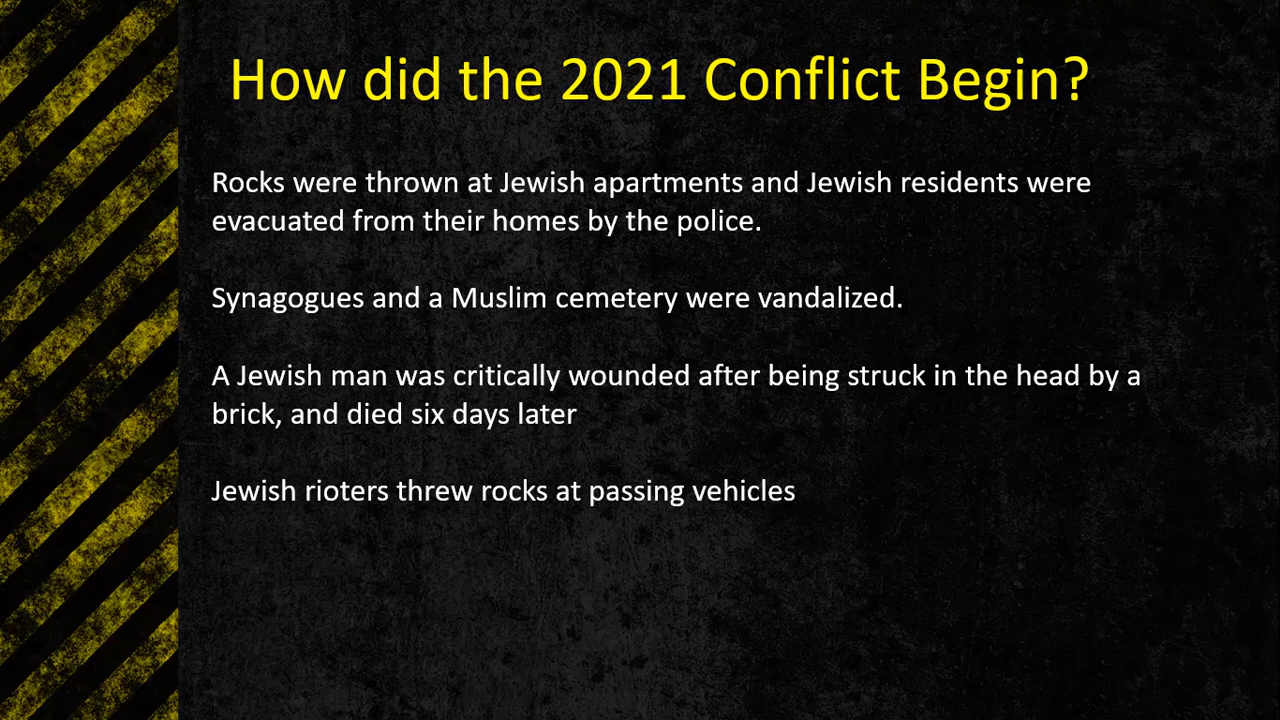 How did the 2021 Conflict Begin?
Rocks were thrown at Jewish apartments and Jewish residents were
evacuated from their homes by the police.
Synagogues and a Muslim cemetery were vandalized.
A Jewish man was critically wounded after being struck in the head by a
brick, and died six days later
Jewish rioters threw rocks at passing vehicles